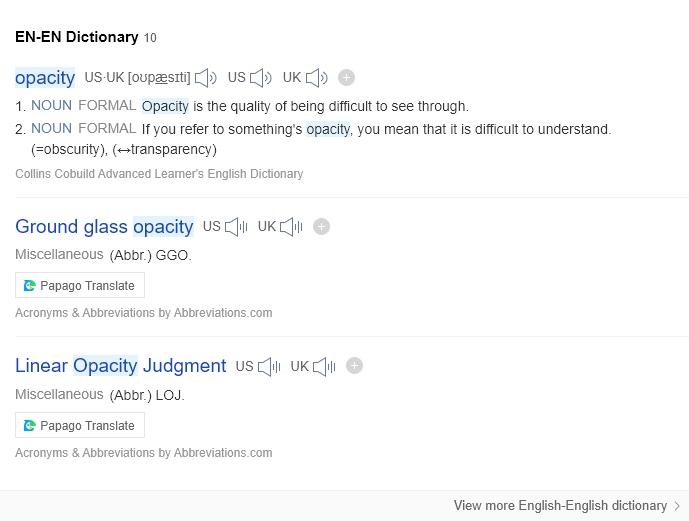 EN-EN Dictionary 10
opacity US·UK [oʊpæsɪti] US UK
1. NOUN FORMAL Opacity is the quality of being difficult to see through.
2. NOUN FORMAL If you refer to something's opacity, you mean that it is difficult to understand.
(=obscurity), (↔transparency)
Collins Cobuild Advanced Learner's English Dictionary
Ground glass opacity US UK
Miscellaneous (Abbr.) GGO.
Papago Translate
Acronyms & Abbreviations by Abbreviations.com
Linear Opacity Judgment US UK
Miscellaneous (Abbr.) LOJ.
Papago Translate
Acronyms & Abbreviations by Abbreviations.com
View more English-English dictionary